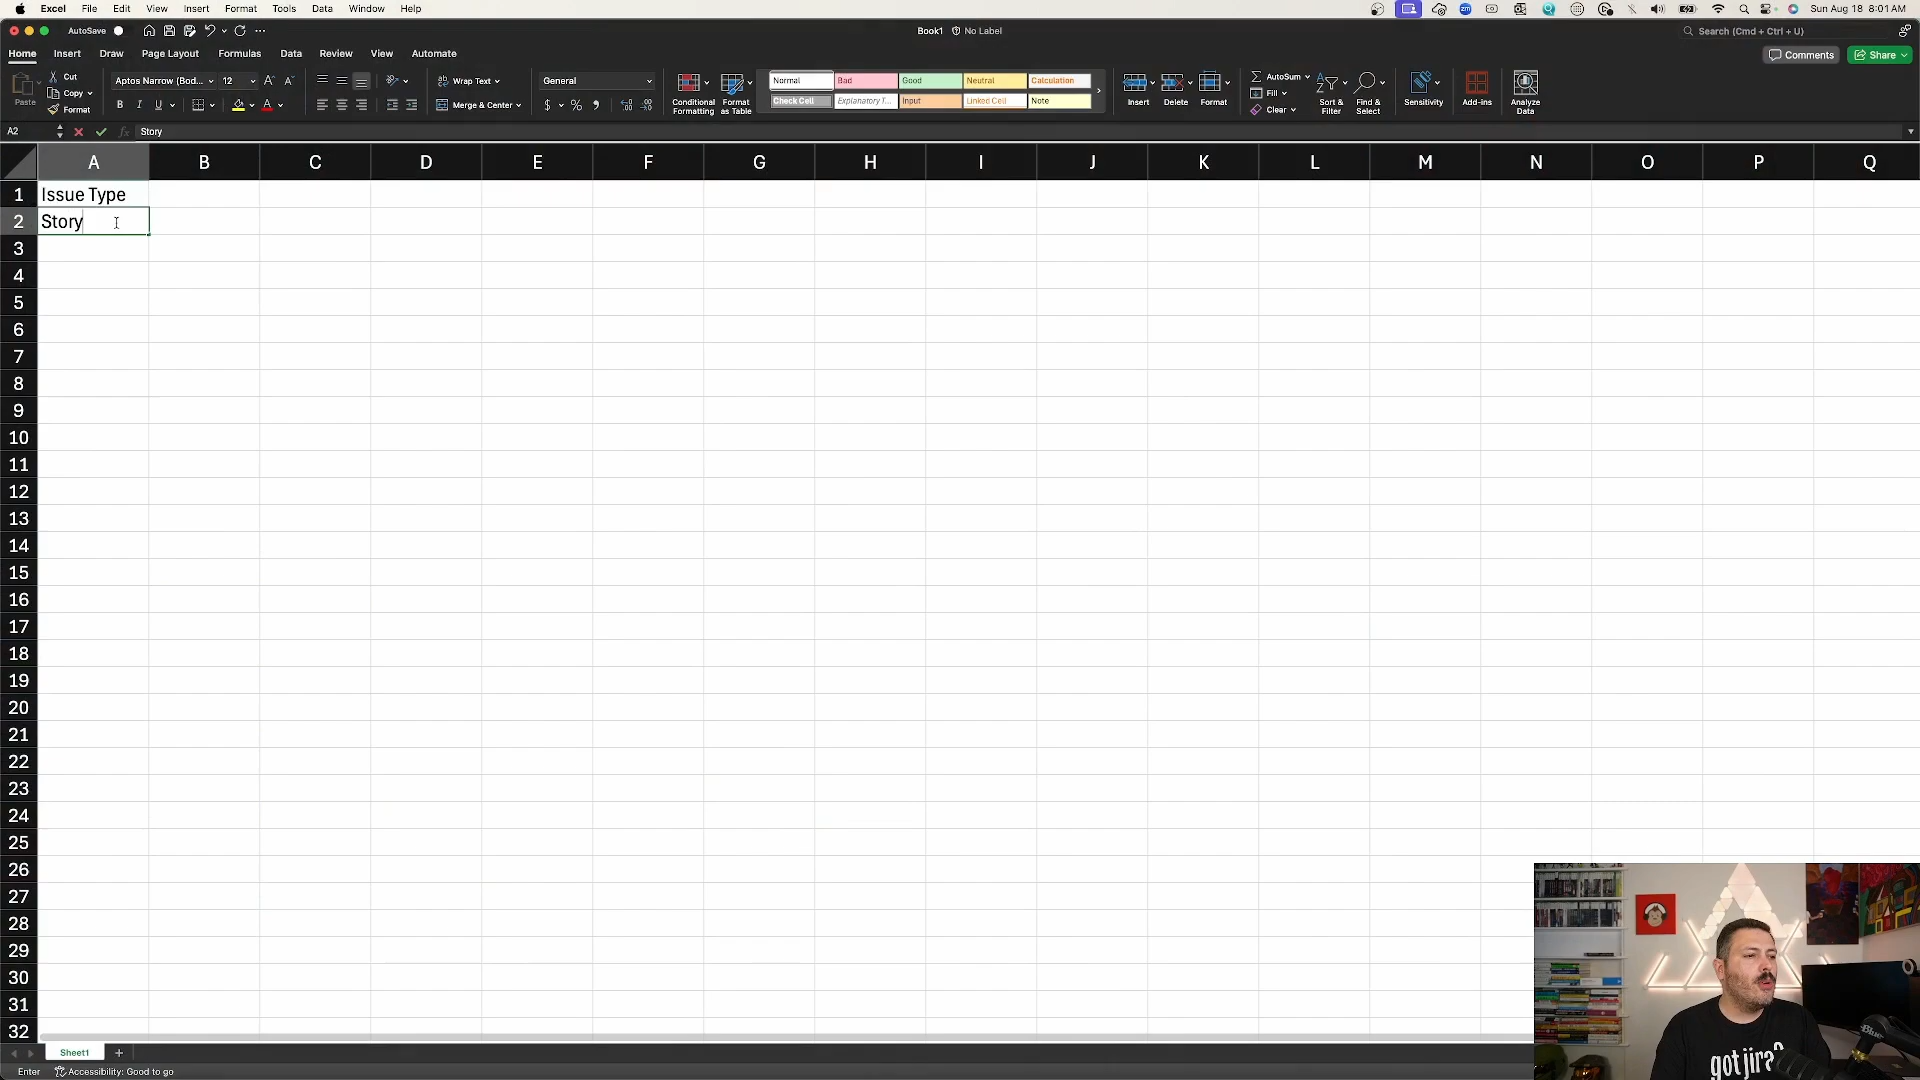 Excel File Edit View Insert Format Tools Data Window Help
Sun Aug 18 8:01 AM
AutoSave
Book1 No Label
Search (Cmd + Ctrl + U)
Home Insert Draw Page Layout Formulas Data Review View Automate
Comments Share
Paste
Cut
Copy
Format
Aptos Narrow (Bod... 12
B I U
Wrap Text
Merge & Center
General
$ % 
Conditional Formatting
Format as Table
Normal Bad Good Neutral Calculation
Check Cell Explanatory T... Input Linked Cell Note
Insert Delete Format
AutoSum
Fill
Clear
Sort & Filter
Find & Select
Sensitivity
Add-ins
Analyze Data
A2 fx Story
A B C D E F G H I J K L M N O P Q
1 Issue Type
2 Story
3
4
5
6
7
8
9
10
11
12
13
14
15
16
17
18
19
20
21
22
23
24
25
26
27
28
29
30
31
32
Blue
got jira?
Sheet1 +
Enter Accessibility: Good to go